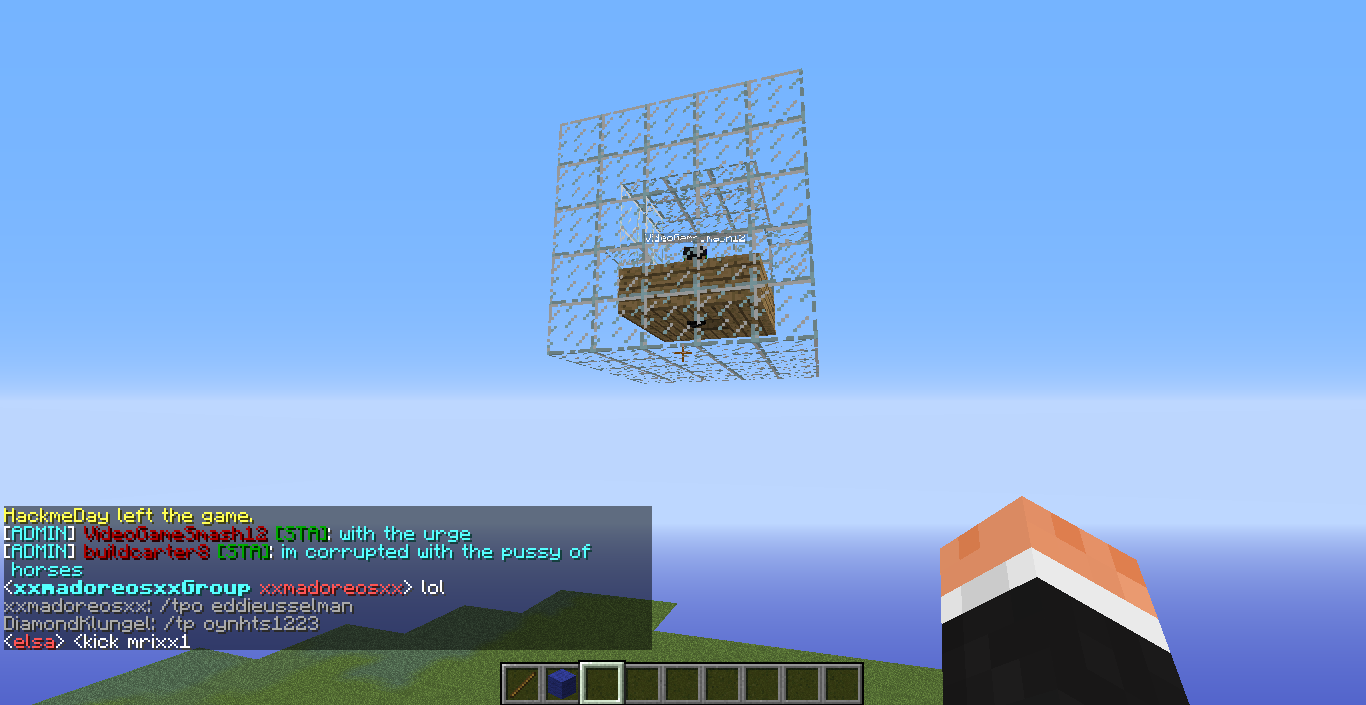 VideoGameSmash12
HackmeDay left the game.
[ADMIN] VideoGameSmash12 [STA]: with the urge
[ADMIN] buildcarter8 [STA]: im corrupted with the pussy of
horses
<xxmadoreosxxGroup xxmadoreosxx> lol
xxmadoreosxx: /tpo eddieusselman
DiamondKlungel: /tp oynhts1223
<elsa> <kick mrixx1